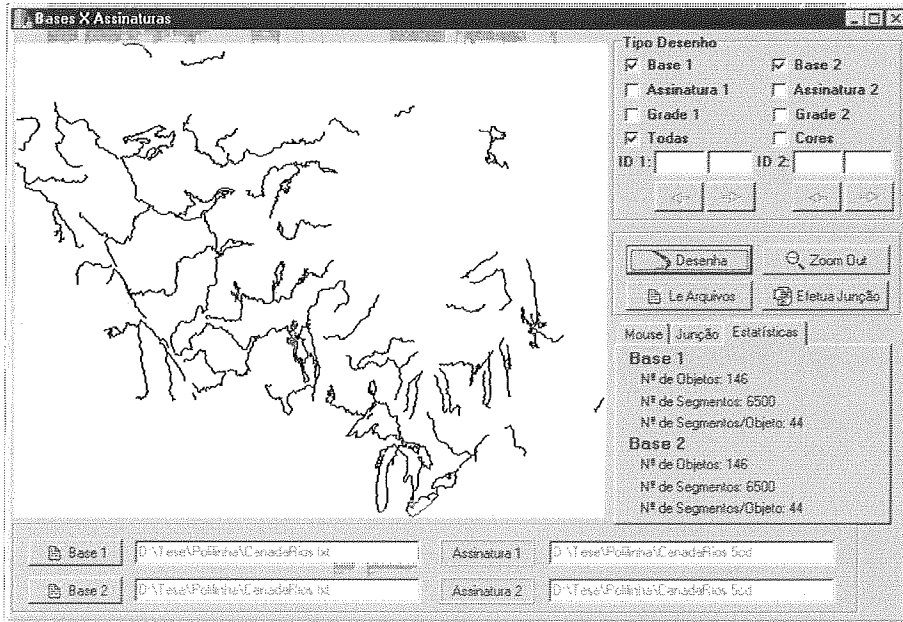 Bases X Assinaturas
Tipo Desenho
Base 1
Base 2
Assinatura 1
Assinatura 2
Grade 1
Grade 2
Todas
Cores
ID 1:
ID 2:
Desenha
Zoom Out
Le Arquivos
Efetua Junção
Mouse
Junção
Estatísticas
Base 1
Nº de Objetos: 146
Nº de Segmentos: 6500
Nº de Segmentos/Objeto: 44
Base 2
Nº de Objetos: 146
Nº de Segmentos: 6500
Nº de Segmentos/Objeto: 44
Base 1
D:\Tese\Polilinha\CanadaRios.txt
Assinatura 1
D:\Tese\Polilinha\CanadaRios.5cd
Base 2
D:\Tese\Polilinha\CanadaRios.txt
Assinatura 2
D:\Tese\Polilinha\CanadaRios.5cd